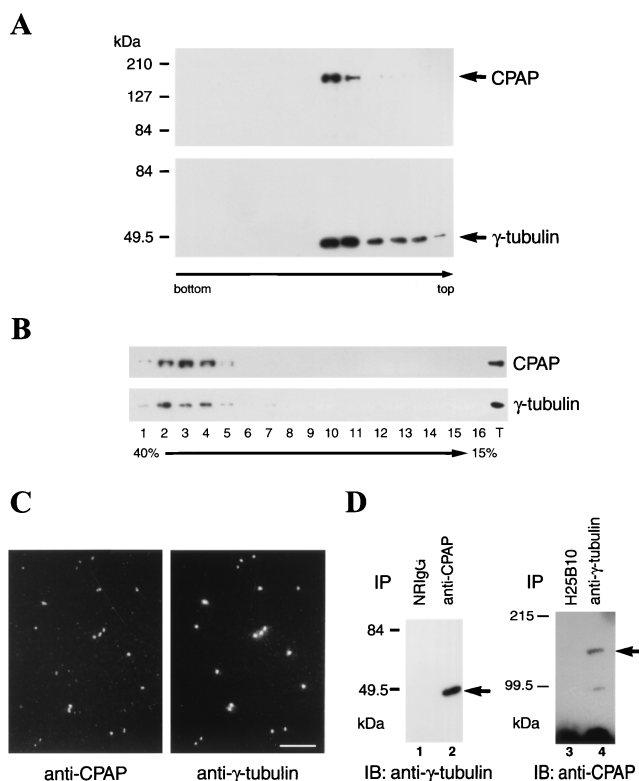 A
kDa
210
127
84
CPAP
84
49.5
γ-tubulin
bottom top
B
CPAP
γ-tubulin
1 2 3 4 5 6 7 8 9 10 11 12 13 14 15 16 T
40% 15%
C
anti-CPAP anti-γ-tubulin
D
IP NRIgG anti-CPAP
84
49.5
kDa
1 2
IB: anti-γ-tubulin
IP H25B10 anti-γ-tubulin
215
99.5
kDa
3 4
IB: anti-CPAP